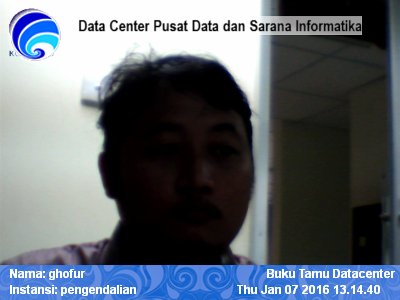 Data Center Pusat Data dan Sarana Informatika
Nama: ghofur
Buku Tamu Datacenter
Instansi: pengendalian
Thu Jan 07 2016 13.14.40